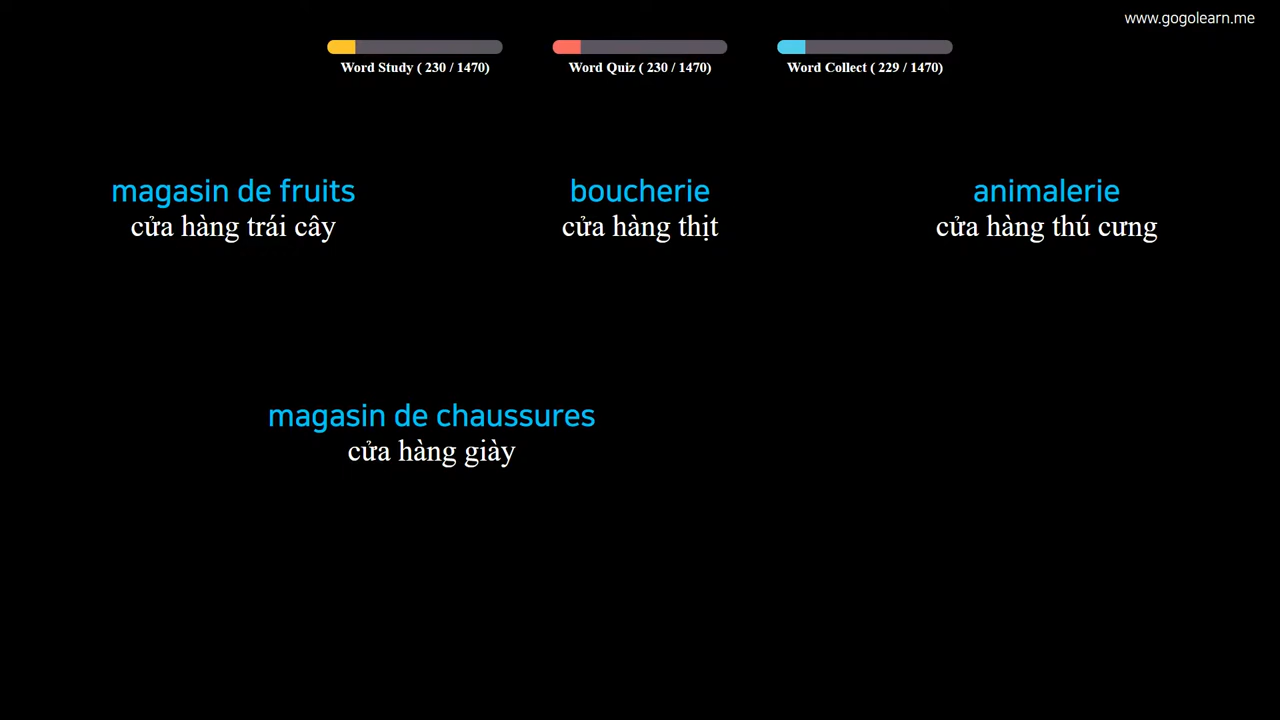 www.gogolearn.me
Word Study ( 230 / 1470)
Word Quiz ( 230 / 1470)
Word Collect ( 229 / 1470)
magasin de fruits
cửa hàng trái cây
boucherie
cửa hàng thịt
animalerie
cửa hàng thú cưng
magasin de chaussures
cửa hàng giày